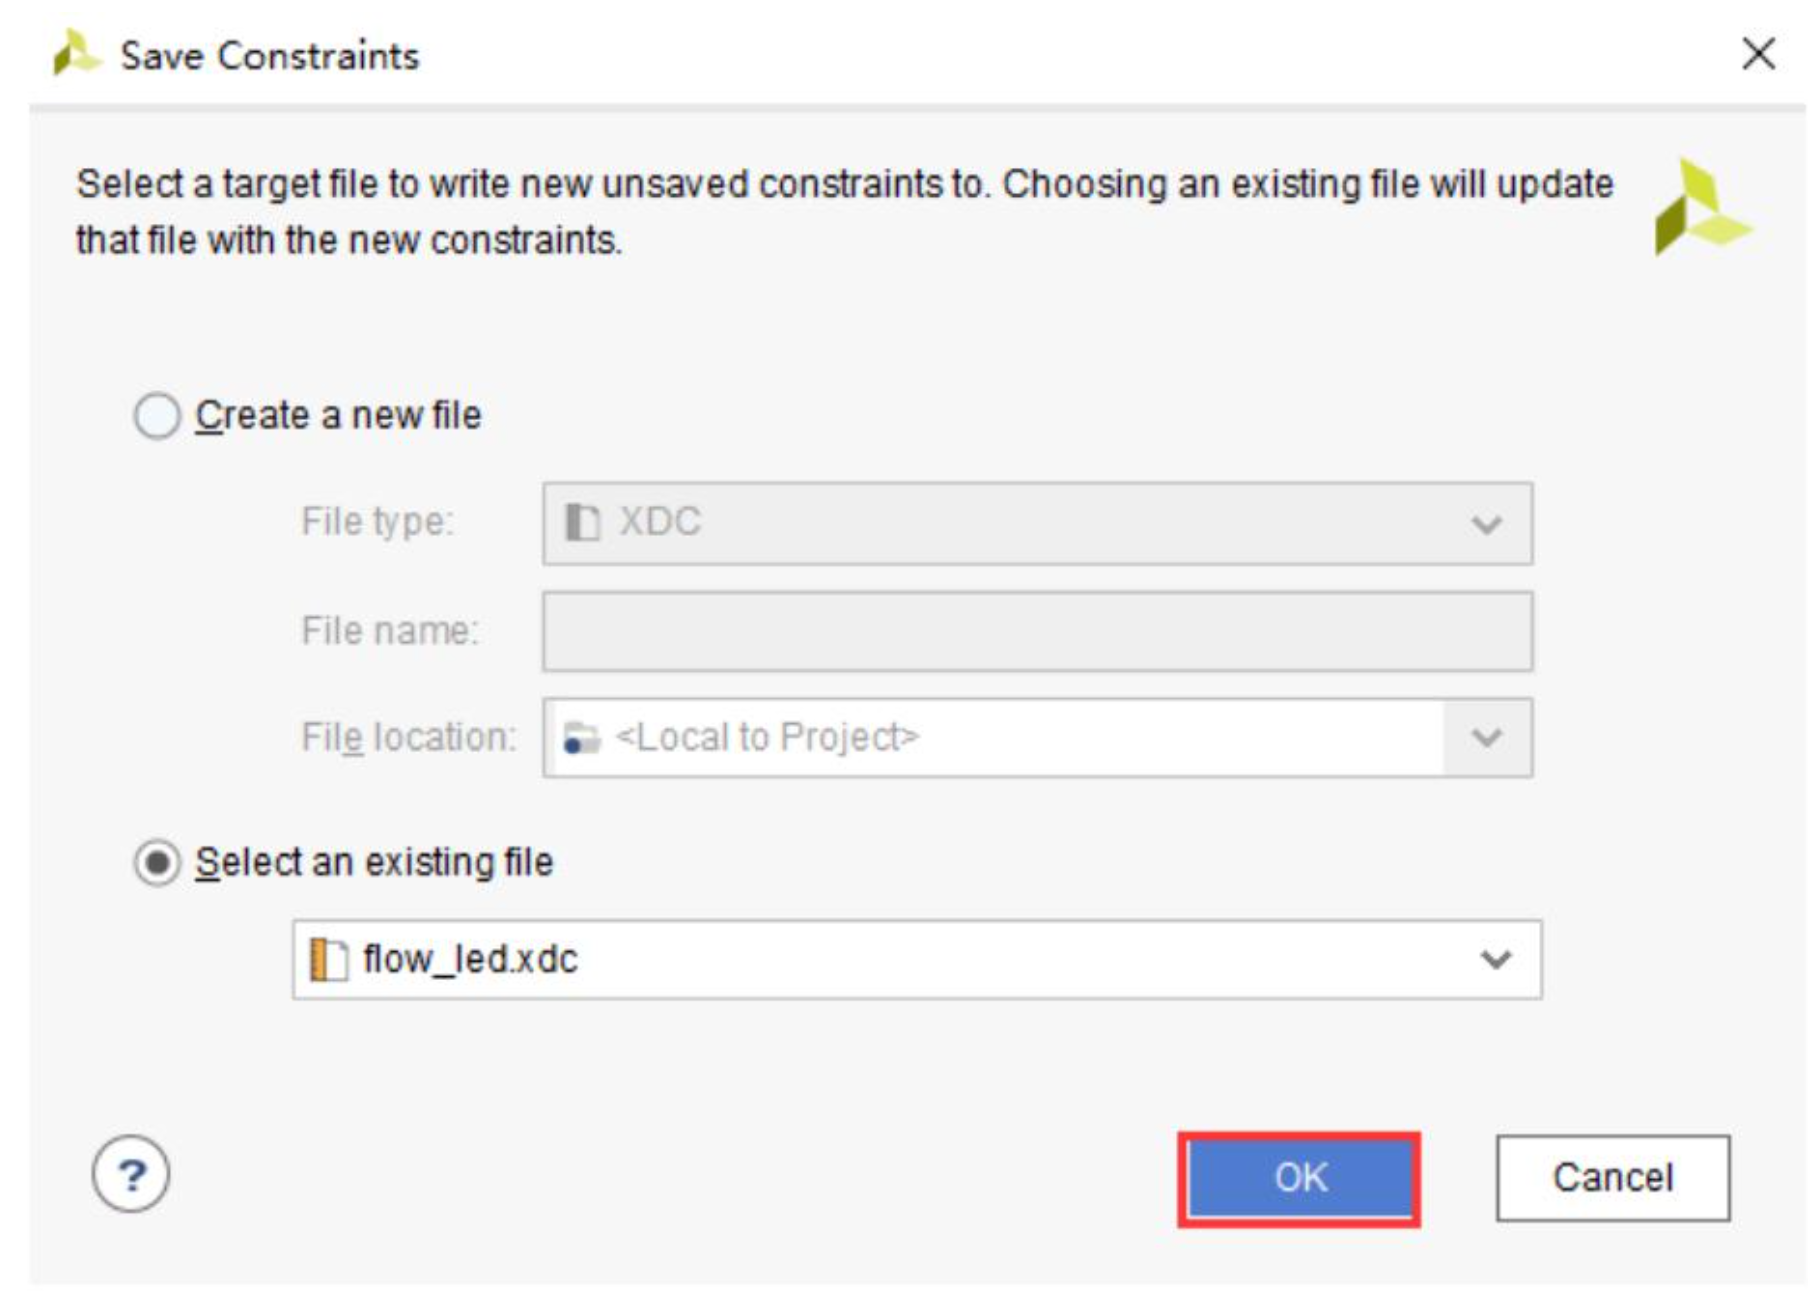 Save Constraints
Select a target file to write new unsaved constraints to. Choosing an existing file will update
that file with the new constraints.
Create a new file
File type: XDC
File name:
File location: <Local to Project>
Select an existing file
flow_led.xdc
? OK Cancel